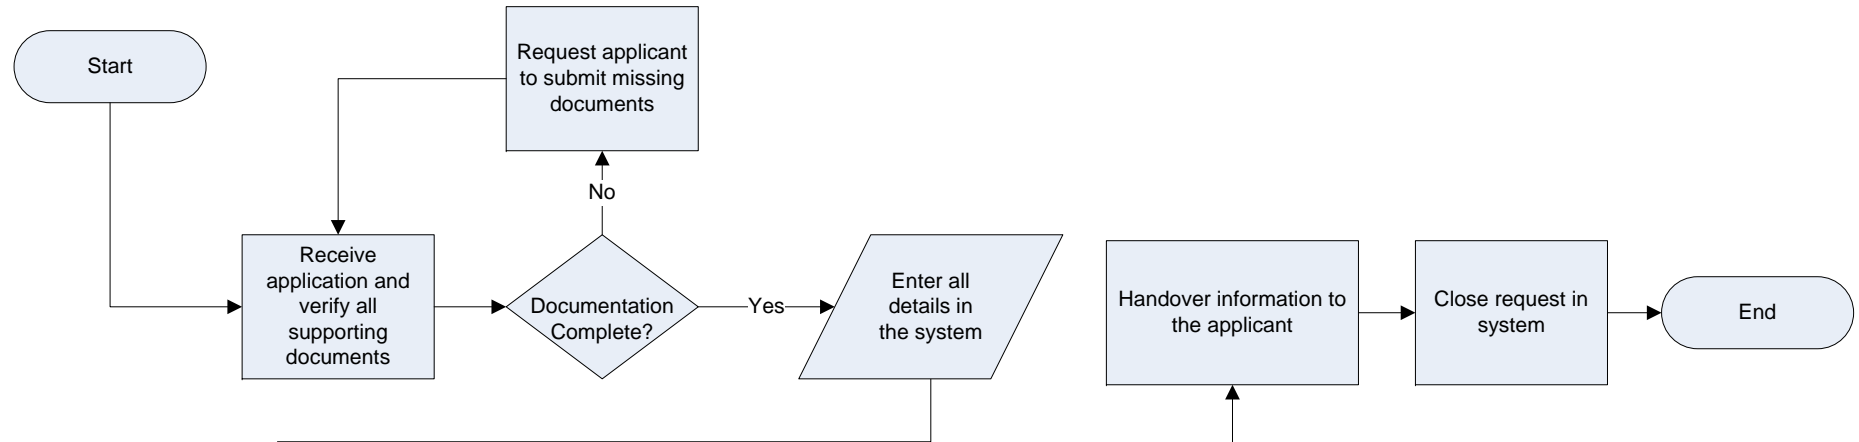 Start
Request applicant
to submit missing
documents
No
Receive
application and
verify all
supporting
documents
Documentation
Complete?
Yes
Enter all
details in
the system
Handover information to
the applicant
Close request in
system
End